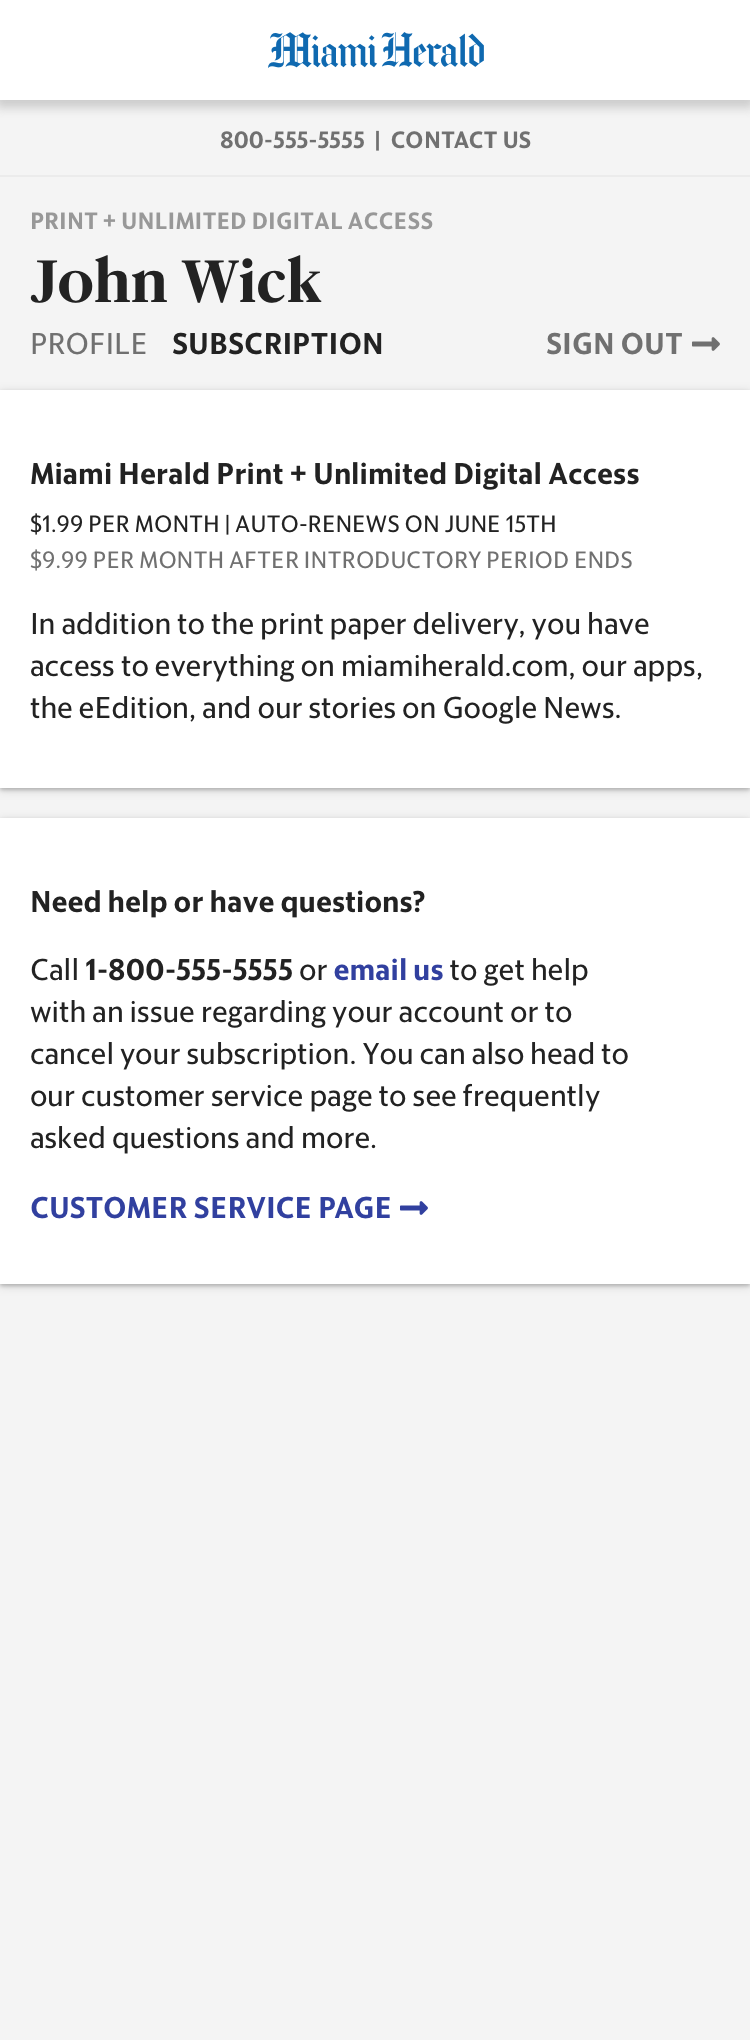 Miami Herald
800-555-5555 | CONTACT US
PRINT + UNLIMITED DIGITAL ACCESS
John Wick
PROFILE SUBSCRIPTION SIGN OUT →
Miami Herald Print + Unlimited Digital Access
$1.99 PER MONTH | AUTO-RENEWS ON JUNE 15TH
$9.99 PER MONTH AFTER INTRODUCTORY PERIOD ENDS
In addition to the print paper delivery, you have
access to everything on miamiherald.com, our apps,
the eEdition, and our stories on Google News.
Need help or have questions?
Call 1-800-555-5555 or email us to get help
with an issue regarding your account or to
cancel your subscription. You can also head to
our customer service page to see frequently
asked questions and more.
CUSTOMER SERVICE PAGE →